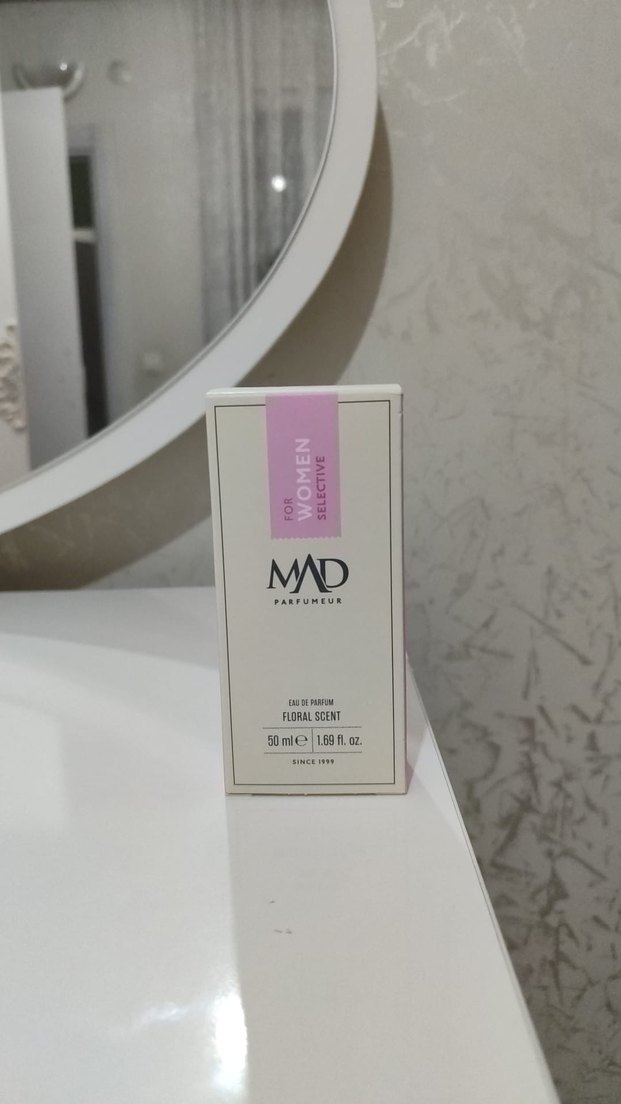 FOR
WOMEN
SELECTIVE
MAD
PARFUMEUR
EAU DE PARFUM
FLORAL SCENT
50 ml ℮ 1.69 fl. oz.
SINCE 1999